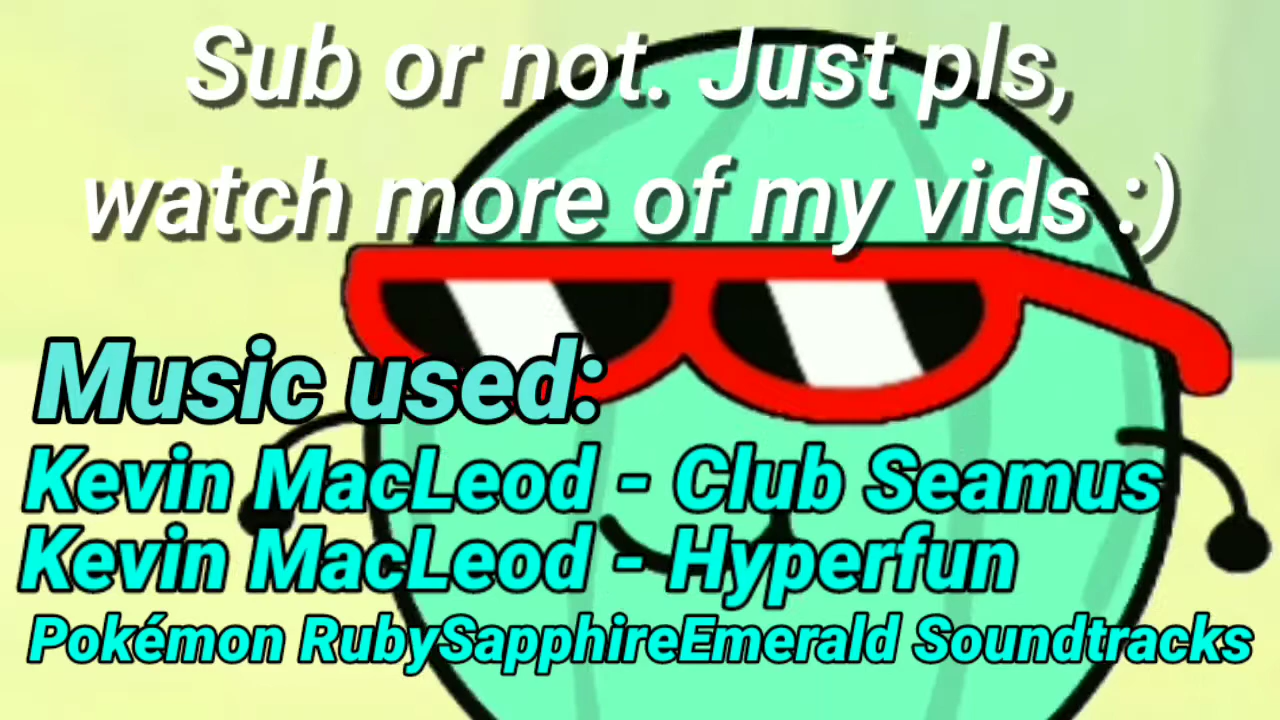 Sub or not. Just pls,
watch more of my vids :)
Music used:
Kevin MacLeod - Club Seamus
Kevin MacLeod - Hyperfun
Pokémon RubySapphireEmerald Soundtracks